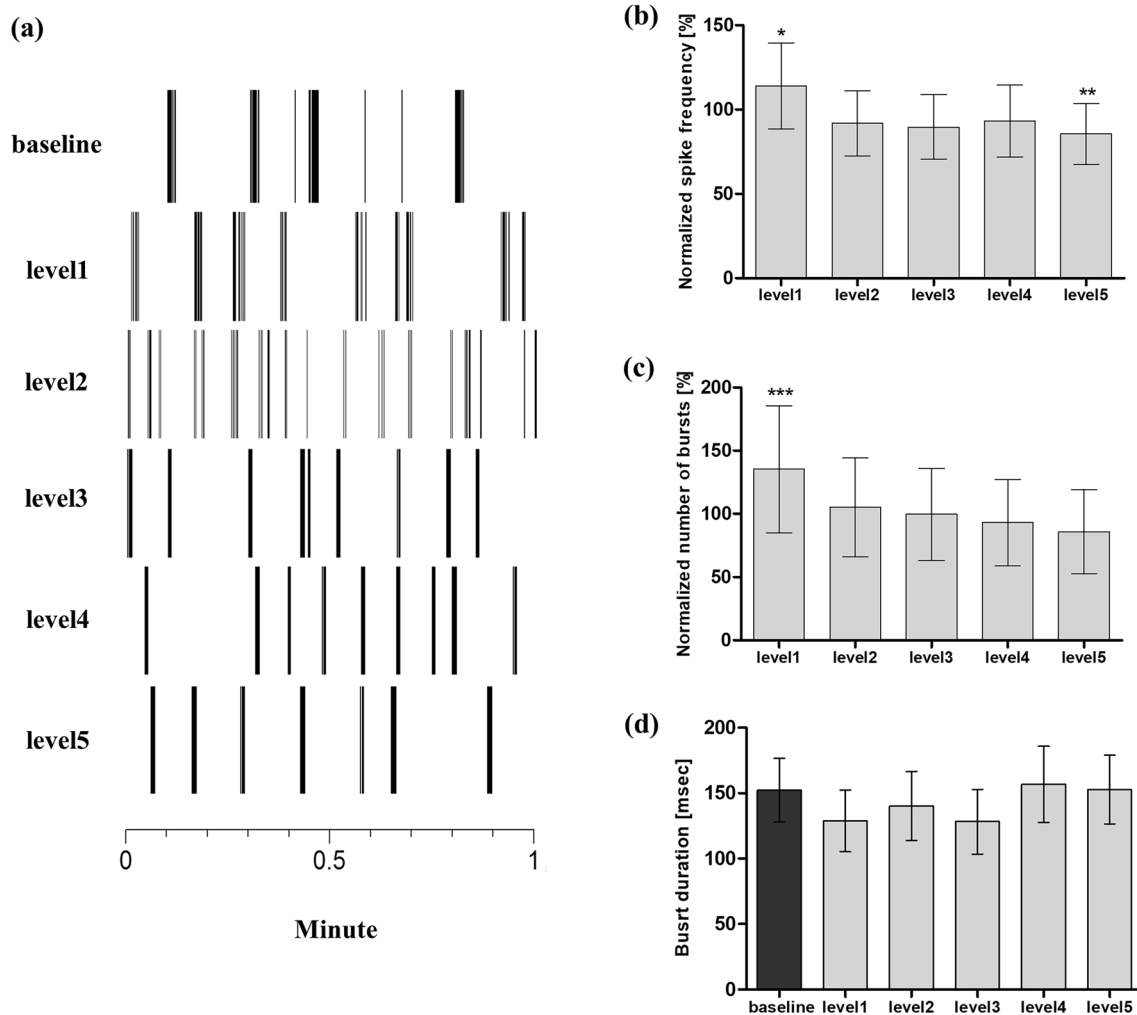 (a)
baseline
level1
level2
level3
level4
level5
0 0.5 1
Minute
(b)
Normalized spike frequency [%]
150
100
50
0
*
**
level1 level2 level3 level4 level5
(c)
Normalized number of bursts [%]
200
150
100
50
0
***
level1 level2 level3 level4 level5
(d)
Busrt duration [msec]
200
150
100
50
0
baseline level1 level2 level3 level4 level5